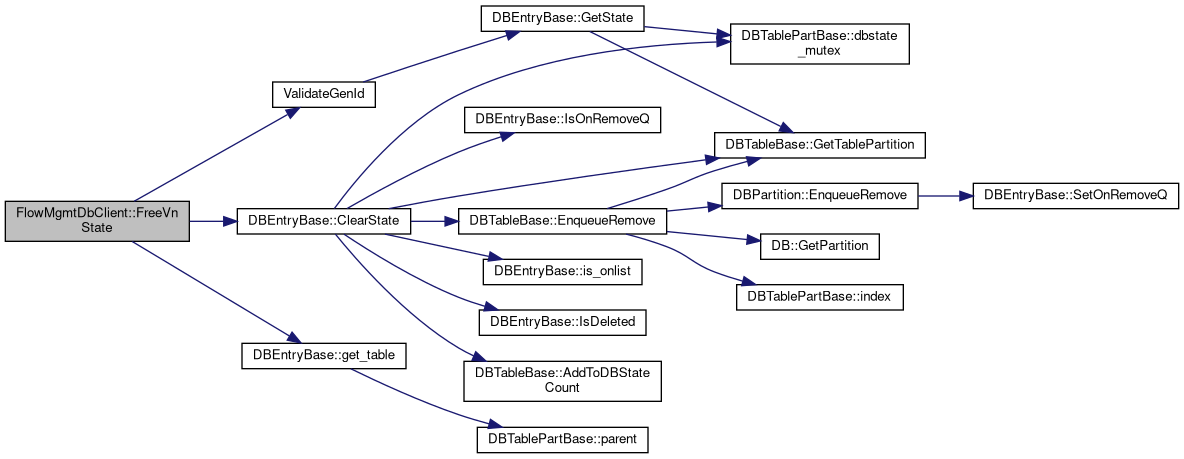 FlowMgmtDbClient::FreeVn
State
ValidateGenId
DBEntryBase::ClearState
DBEntryBase::get_table
DBEntryBase::GetState
DBEntryBase::IsOnRemoveQ
DBTableBase::EnqueueRemove
DBEntryBase::is_onlist
DBEntryBase::IsDeleted
DBTableBase::AddToDBState
Count
DBTablePartBase::parent
DBTablePartBase::dbstate
_mutex
DBTableBase::GetTablePartition
DBPartition::EnqueueRemove
DB::GetPartition
DBTablePartBase::index
DBEntryBase::SetOnRemoveQ